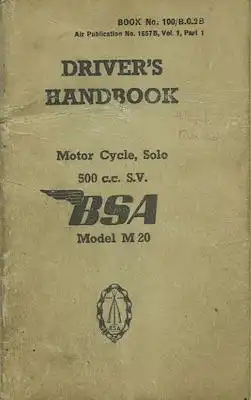 BOOK No. 100/B.G.2B
Air Publication No. 1657B, Vol. 1, Part 1
DRIVER'S
HANDBOOK
Motor Cycle, Solo
500 c.c. S.V.
BSA
Model M 20
BSA